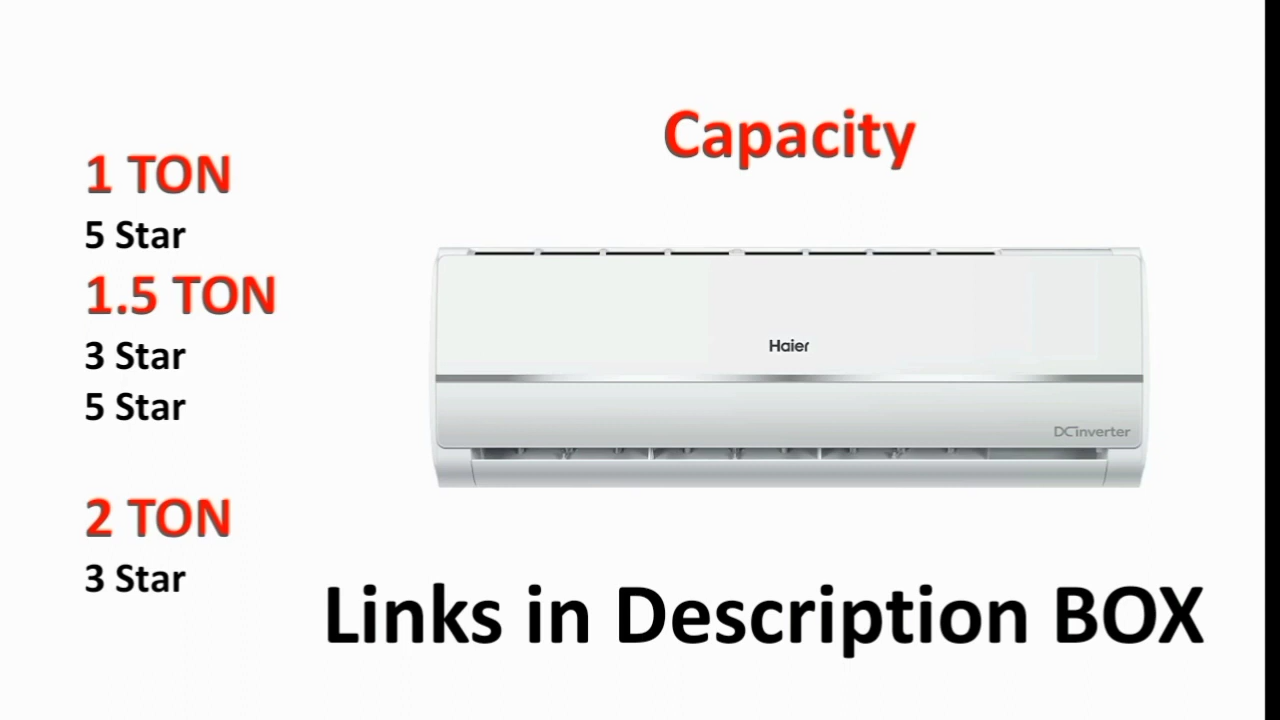 Capacity
1 TON
5 Star
1.5 TON
3 Star
5 Star
2 TON
3 Star
Haier
DCinverter
Links in Description BOX